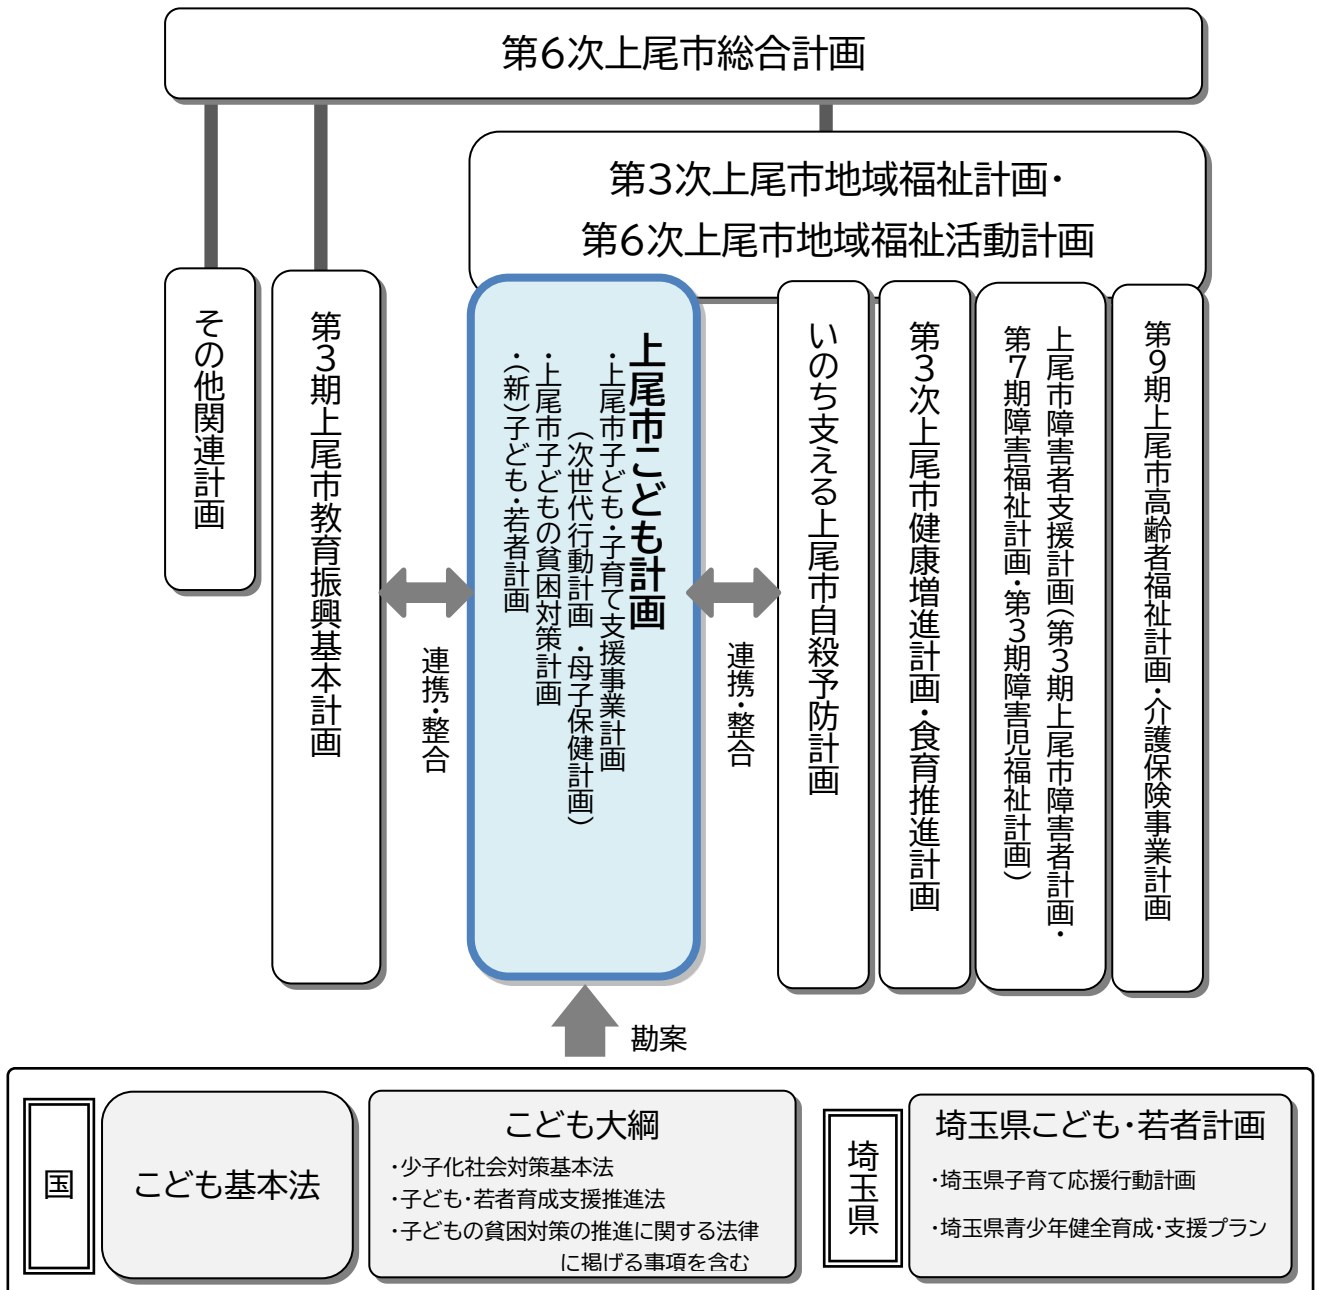 第6次上尾市総合計画
第3次上尾市地域福祉計画・
第6次上尾市地域福祉活動計画
その他関連計画
第3期上尾市教育振興基本計画
連携・整合
上尾市こども計画
・上尾市子ども・子育て支援事業計画
（次世代行動計画 ・母子保健計画）
・上尾市子どもの貧困対策計画
・（新）子ども・若者計画
連携・整合
いのち支える上尾市自殺予防計画
第3次上尾市健康増進計画・食育推進計画
上尾市障害者支援計画（第3期上尾市障害者計画・
第7期障害福祉計画・第3期障害児福祉計画）
第9期上尾市高齢者福祉計画・介護保険事業計画
勘案
国
こども基本法
こども大綱
・少子化社会対策基本法
・子ども・若者育成支援推進法
・子どもの貧困対策の推進に関する法律
に掲げる事項を含む
埼玉県
埼玉県こども・若者計画
・埼玉県子育て応援行動計画
・埼玉県青少年健全育成・支援プラン